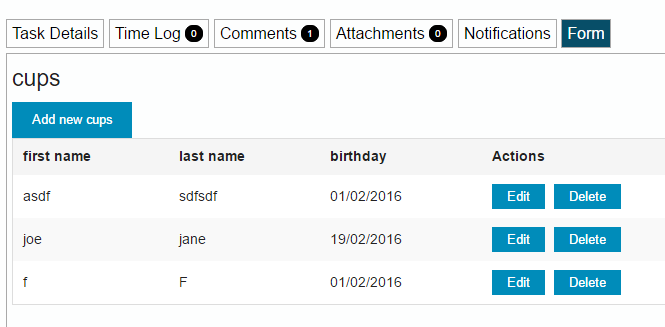 Task Details Time Log 0 Comments 1 Attachments 0 Notifications Form
cups
Add new cups
first name last name birthday Actions
asdf sdfsdf 01/02/2016 Edit Delete
joe jane 19/02/2016 Edit Delete
f F 01/02/2016 Edit Delete